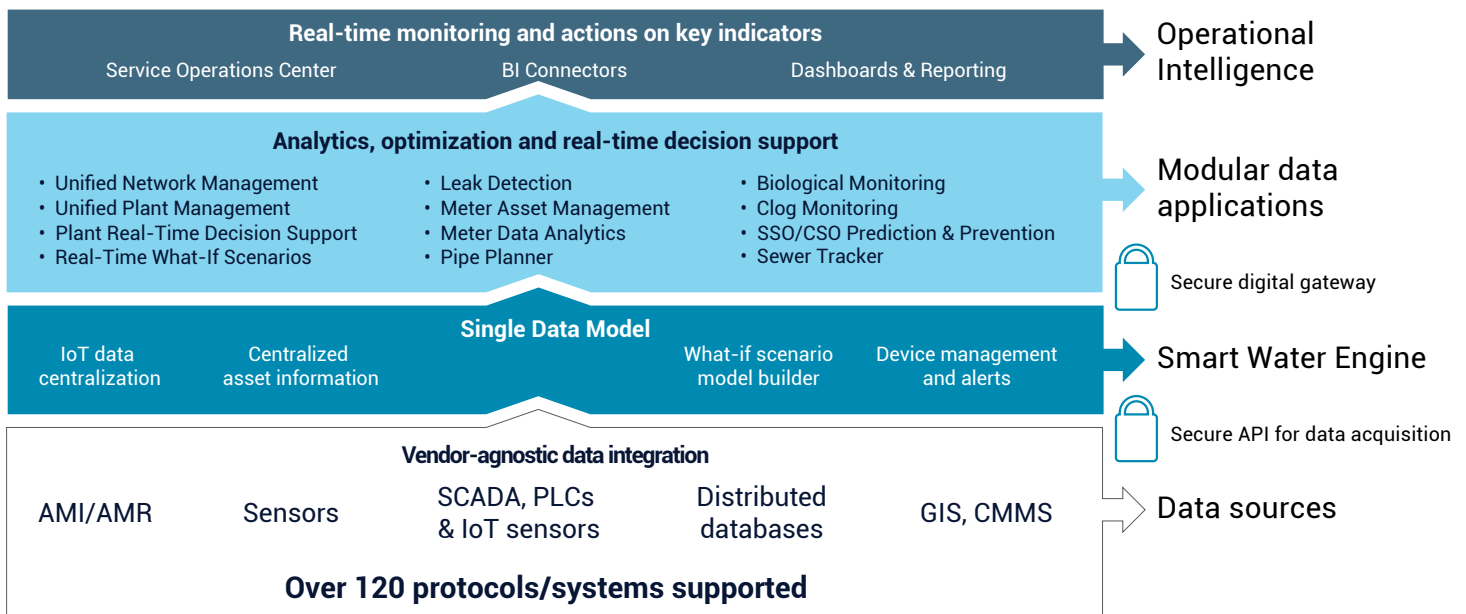 Real-time monitoring and actions on key indicators
Service Operations Center
BI Connectors
Dashboards & Reporting
Operational
Intelligence
Analytics, optimization and real-time decision support
• Unified Network Management
• Unified Plant Management
• Plant Real-Time Decision Support
• Real-Time What-If Scenarios
• Leak Detection
• Meter Asset Management
• Meter Data Analytics
• Pipe Planner
• Biological Monitoring
• Clog Monitoring
• SSO/CSO Prediction & Prevention
• Sewer Tracker
Modular data
applications
Secure digital gateway
Single Data Model
IoT data
centralization
Centralized
asset information
What-if scenario
model builder
Device management
and alerts
Smart Water Engine
Secure API for data acquisition
Vendor-agnostic data integration
AMI/AMR
Sensors
SCADA, PLCs
& IoT sensors
Distributed
databases
GIS, CMMS
Data sources
Over 120 protocols/systems supported